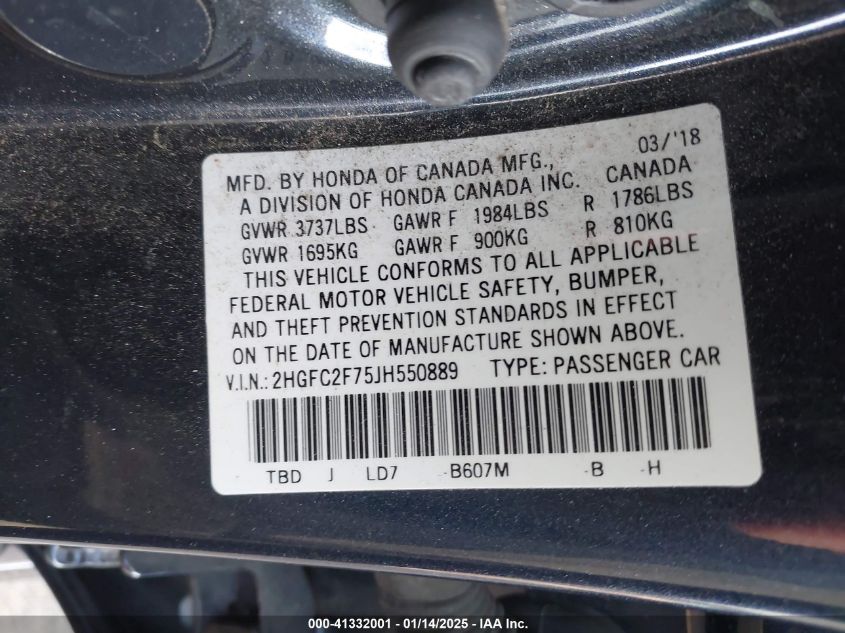 03/'18
MFD. BY HONDA OF CANADA MFG., CANADA
A DIVISION OF HONDA CANADA INC.
GVWR 3737LBS GAWR F 1984LBS R 1786LBS
GVWR 1695KG GAWR F 900KG R 810KG
THIS VEHICLE CONFORMS TO ALL APPLICABLE
FEDERAL MOTOR VEHICLE SAFETY, BUMPER,
AND THEFT PREVENTION STANDARDS IN EFFECT
ON THE DATE OF MANUFACTURE SHOWN ABOVE.
V.I.N.: 2HGFC2F75JH550889 TYPE: PASSENGER CAR
TBD J LD7 -B607M -B -H
000-41332001 - 01/14/2025 - IAAI Inc.